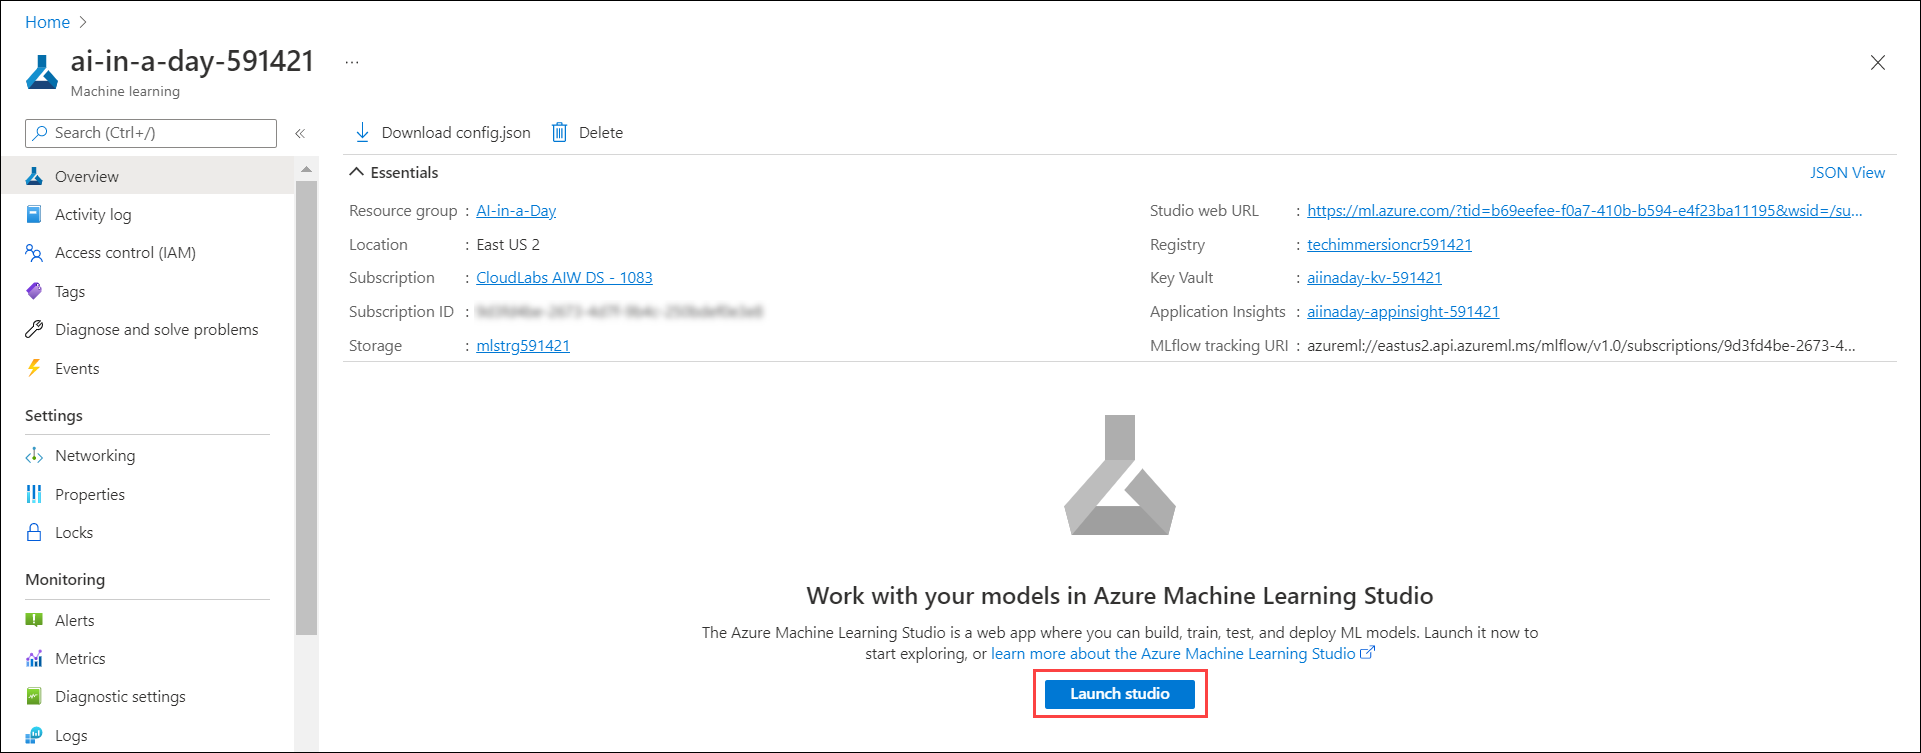 Home
ai-in-a-day-591421 ...
Machine learning
Search (Ctrl+/)
Download config.json Delete
Overview
Activity log
Access control (IAM)
Tags
Diagnose and solve problems
Events
Settings
Networking
Properties
Locks
Monitoring
Alerts
Metrics
Diagnostic settings
Logs
Essentials
JSON View
Resource group : AI-in-a-Day
Location : East US 2
Subscription : CloudLabs AIW DS - 1083
Subscription ID :
Storage : mlstrg591421
Studio web URL : https://ml.azure.com/?tid=b69eefee-f0a7-410b-b594-e4f23ba11195&wsid=/su...
Registry : techimmersioncr591421
Key Vault : aiinaday-kv-591421
Application Insights : aiinaday-appinsight-591421
MLflow tracking URI : azureml://eastus2.api.azureml.ms/mlflow/v1.0/subscriptions/9d3fd4be-2673-4...
Work with your models in Azure Machine Learning Studio
The Azure Machine Learning Studio is a web app where you can build, train, test, and deploy ML models. Launch it now to
start exploring, or learn more about the Azure Machine Learning Studio
Launch studio